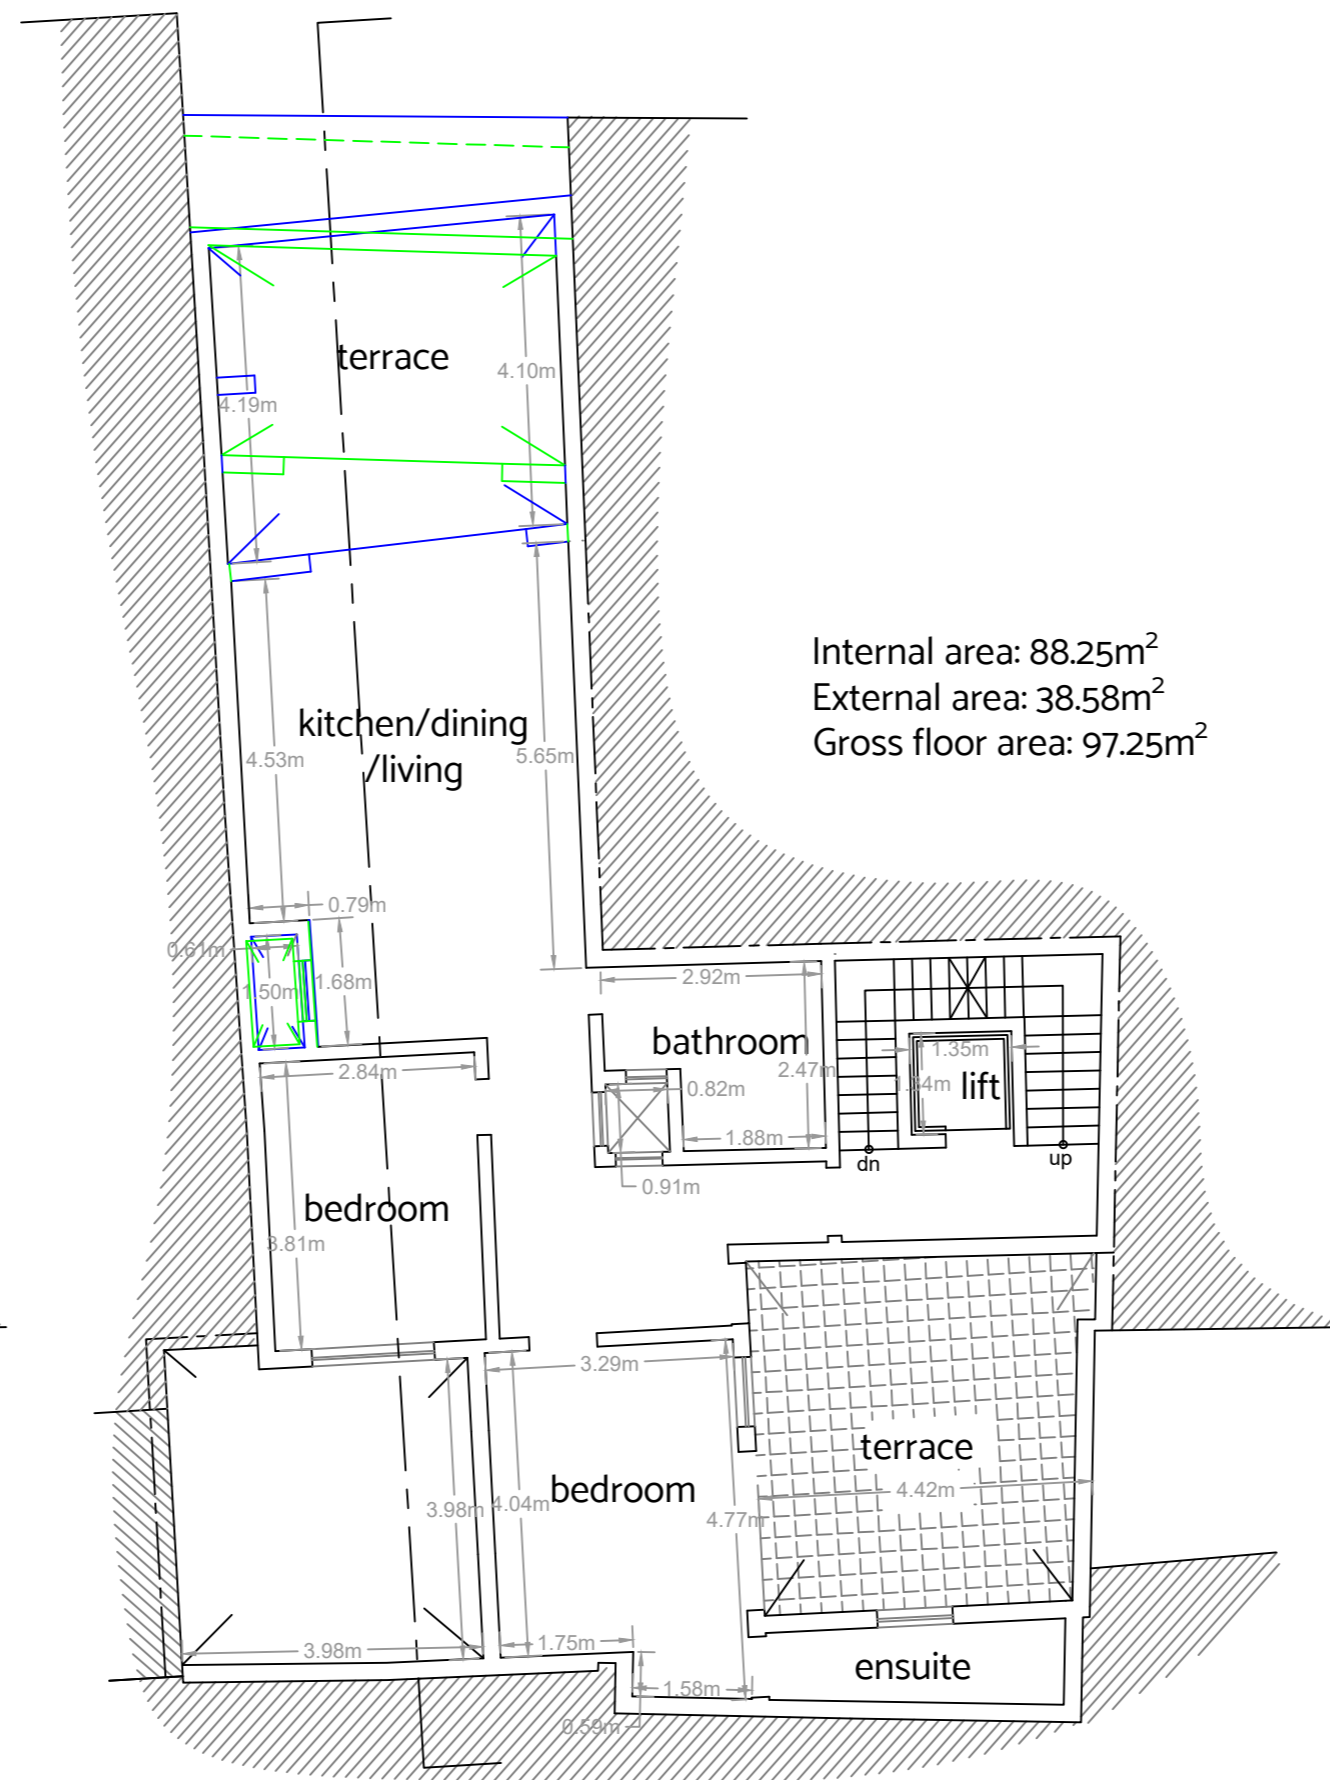 terrace
4.10m
4.19m
Internal area: 88.25m²
External area: 38.58m²
Gross floor area: 97.25m²
kitchen/dining
/living
4.53m
5.65m
0.79m
0.61m
2.92m
1.68m
1.50m
bathroom
1.35m
2.84m
2.47m
0.82m
lift
1.88m
dn
up
0.91m
bedroom
3.81m
3.29m
terrace
bedroom
4.42m
3.98m
4.04m
4.77m
1.75m
3.98m
ensuite
1.58m
0.59m